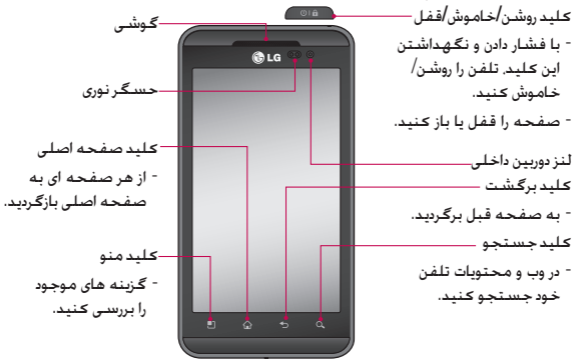 کلید روشن/خاموش/قفل
- با فشار دادن و نگهداشتن
این کلید، تلفن را روشن/
خاموش کنید.
- صفحه را قفل یا باز کنید.
لنز دوربین داخلی
کلید برگشت
- به صفحه قبل برگردید.
کلید جستجو
- در وب و محتویات تلفن
خود جستجو کنید.
گوشی
LG
حسگر نوری
کلید صفحه اصلی
- از هر صفحه ای به
صفحه اصلی بازگردید.
کلید منو
- گزینه های موجود
را بررسی کنید.